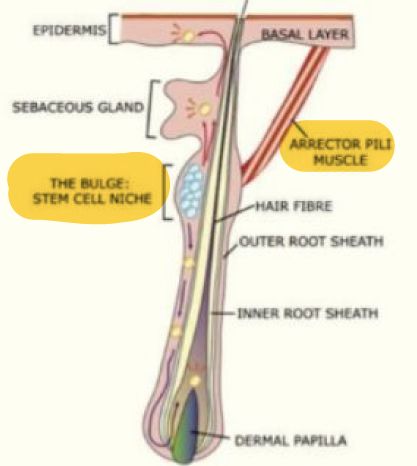 EPIDERMIS
BASAL LAYER
SEBACEOUS GLAND
ARRECTOR PILI
MUSCLE
THE BULGE:
STEM CELL NICHE
HAIR FIBRE
OUTER ROOT SHEATH
INNER ROOT SHEATH
DERMAL PAPILLA